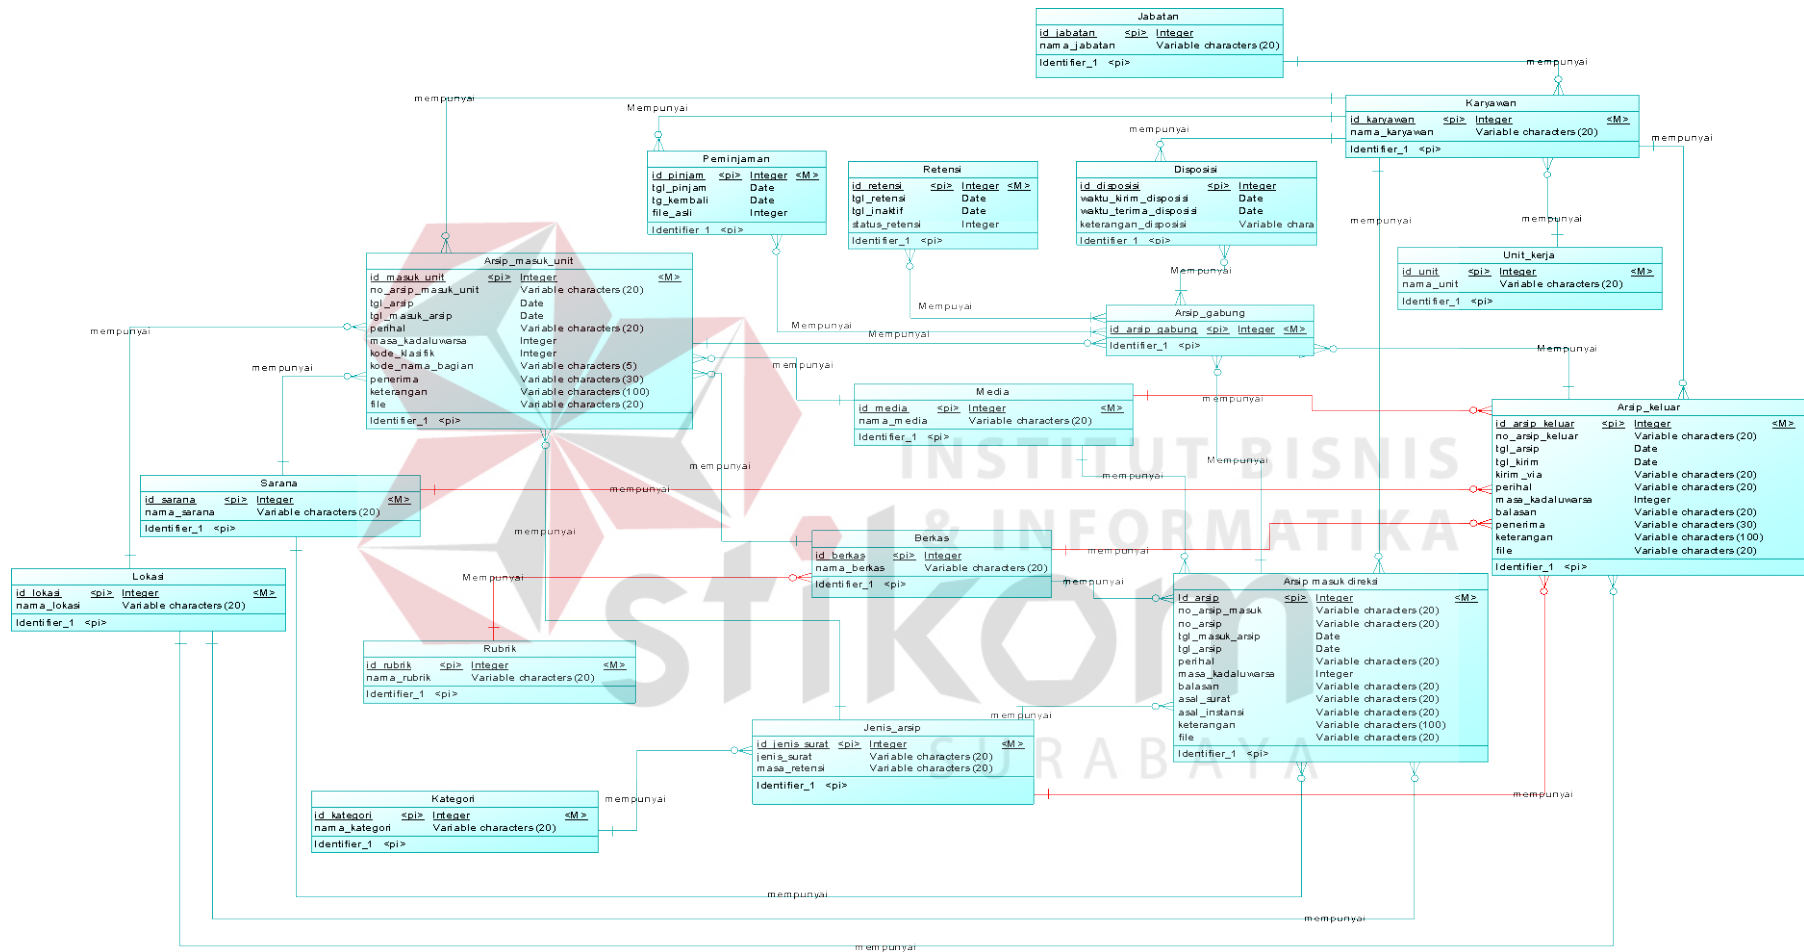 Jabatan
id_jabatan <pi> Integer
nama_jabatan Variable characters (20)
Identifier_1 <pi>
mempunyai
Karyawan
id_karyawan <pi> Integer <M>
nama_karyawan Variable characters (20)
Identifier_1 <pi>
mempunyai
Mempunyai
mempunyai
mempunyai
Peminjaman
id_pinjam <pi> Integer <M>
tgl_pinjam Date
tg_kembali Date
file_asli Integer
Identifier_1 <pi>
Retensi
id_retensi <pi> Integer <M>
tgl_retensi Date
tgl_inaktif Date
status_retensi Integer
Identifier_1 <pi>
Disposisi
id_disposisi <pi> Integer
waktu_kirim_disposisi Date
waktu_terima_disposisi Date
keterangan_disposisi Variable chara
Identifier_1 <pi>
mempunyai
mempunyai
Unit_kerja
id_unit <pi> Integer <M>
nama_unit Variable characters (20)
Identifier_1 <pi>
Arsip_masuk_unit
id_masuk_unit <pi> Integer <M>
no_arsip_masuk_unit Variable characters (20)
tgl_arsip Date
tgl_masuk_arsip Date
perihal Variable characters (20)
masa_kadaluwarsa Integer
kode_klasifik Integer
kode_nama_bagian Variable characters (5)
penerima Variable characters (30)
keterangan Variable characters (100)
file Variable characters (20)
Identifier_1 <pi>
Mempunyai
Mempunyai
Mempunyai
Mempunyai
Arsip_gabung
id_arsip_gabung <pi> Integer <M>
Identifier_1 <pi>
mempunyai
mempunyai
mempunyai
mempunyai
Media
id_media <pi> Integer <M>
nama_media Variable characters (20)
Identifier_1 <pi>
mempunyai
Arsip_keluar
id_arsip_keluar <pi> Integer <M>
no_arsip_keluar Variable characters (20)
tgl_arsip Date
tgl_kirim Date
kirim_via Variable characters (20)
perihal Variable characters (20)
masa_kadaluwarsa Integer
balasan Variable characters (20)
penerima Variable characters (30)
keterangan Variable characters (100)
file Variable characters (20)
Identifier_1 <pi>
mempunyai
mempunyai
Mempunyai
INSTITUT BISNIS
& INFORMATIKA
stikom
SURABAYA
Sarana
id_sarana <pi> Integer <M>
nama_sarana Variable characters (20)
Identifier_1 <pi>
mempunyai
mempunyai
Berkas
id_berkas <pi> Integer
nama_berkas Variable characters (20)
Identifier_1 <pi>
mempunyai
mempunyai
Mempunyai
Lokasi
id_lokasi <pi> Integer <M>
nama_lokasi Variable characters (20)
Identifier_1 <pi>
Arsip masuk direksi
Id_arsip <pi> Integer <M>
no_arsip_masuk Variable characters (20)
no_arsip Variable characters (20)
tgl_masuk_arsip Date
tgl_arsip Date
perihal Variable characters (20)
masa_kadaluwarsa Integer
balasan Variable characters (20)
asal_surat Variable characters (20)
asal_instansi Variable characters (20)
keterangan Variable characters (100)
file Variable characters (20)
Identifier_1 <pi>
Rubrik
id_rubrik <pi> Integer <M>
nama_rubrik Variable characters (20)
Identifier_1 <pi>
mempunyai
Jenis_arsip
id_jenis_surat <pi> Integer <M>
jenis_surat Variable characters (20)
masa_retensi Variable characters (20)
Identifier_1 <pi>
Kategori
id_kategori <pi> Integer <M>
nama_kategori Variable characters (20)
Identifier_1 <pi>
mempunyai
mempunyai
mempunyai
mempunyai
mempunyai